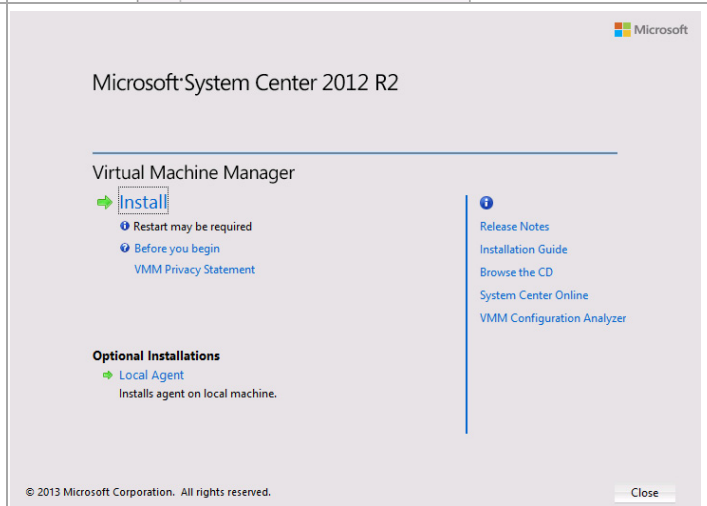 Microsoft
Microsoft System Center 2012 R2
Virtual Machine Manager
Install
Restart may be required
Before you begin
VMM Privacy Statement
Optional Installations
Local Agent
Installs agent on local machine.
Release Notes
Installation Guide
Browse the CD
System Center Online
VMM Configuration Analyzer
© 2013 Microsoft Corporation. All rights reserved.
Close